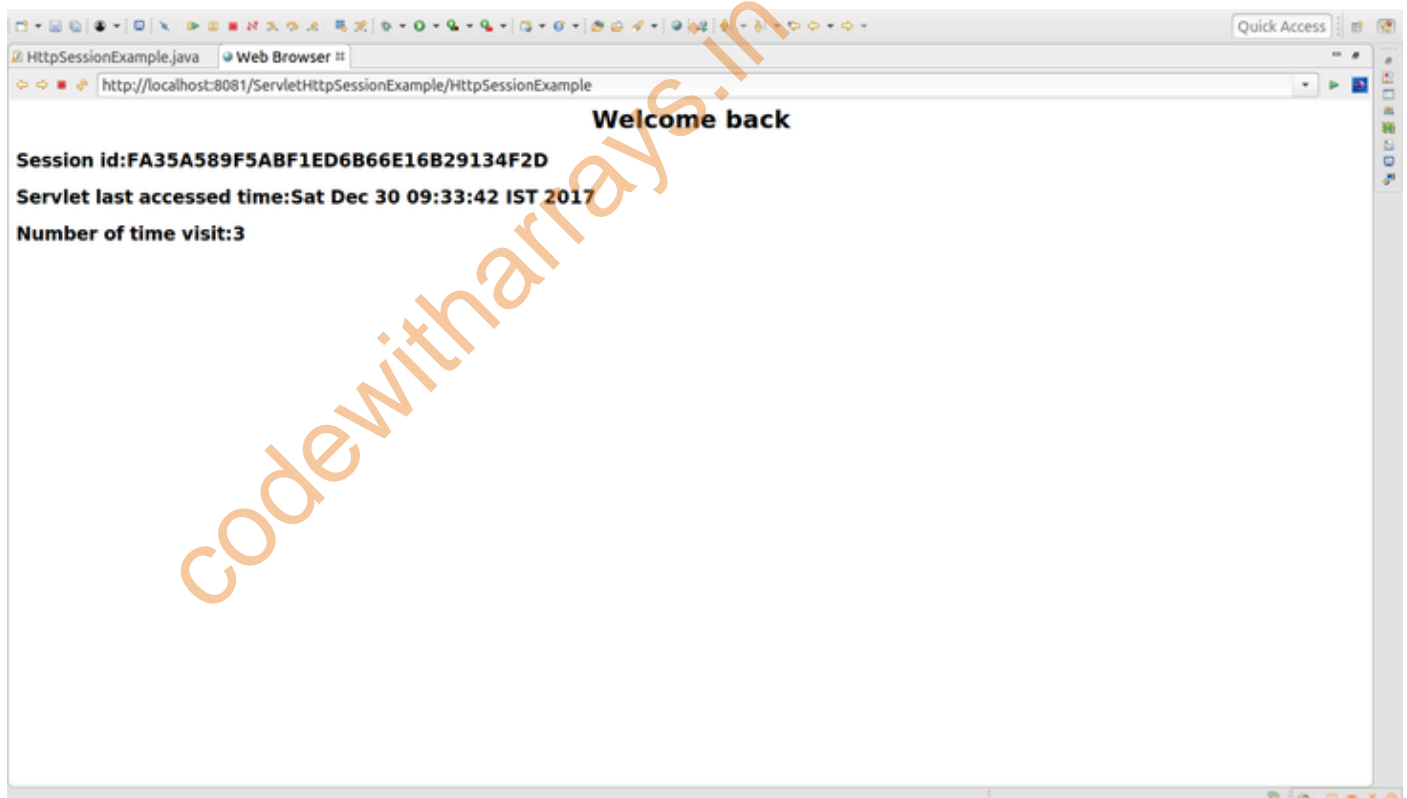 Quick Access
HttpSessionExample.java Web Browser
http://localhost:8081/ServletHttpSessionExample/HttpSessionExample
Welcome back
Session id:FA35A589F5ABF1ED6B66E16B29134F2D
Servlet last accessed time:Sat Dec 30 09:33:42 IST 2017
Number of time visit:3
codewitharrays.in